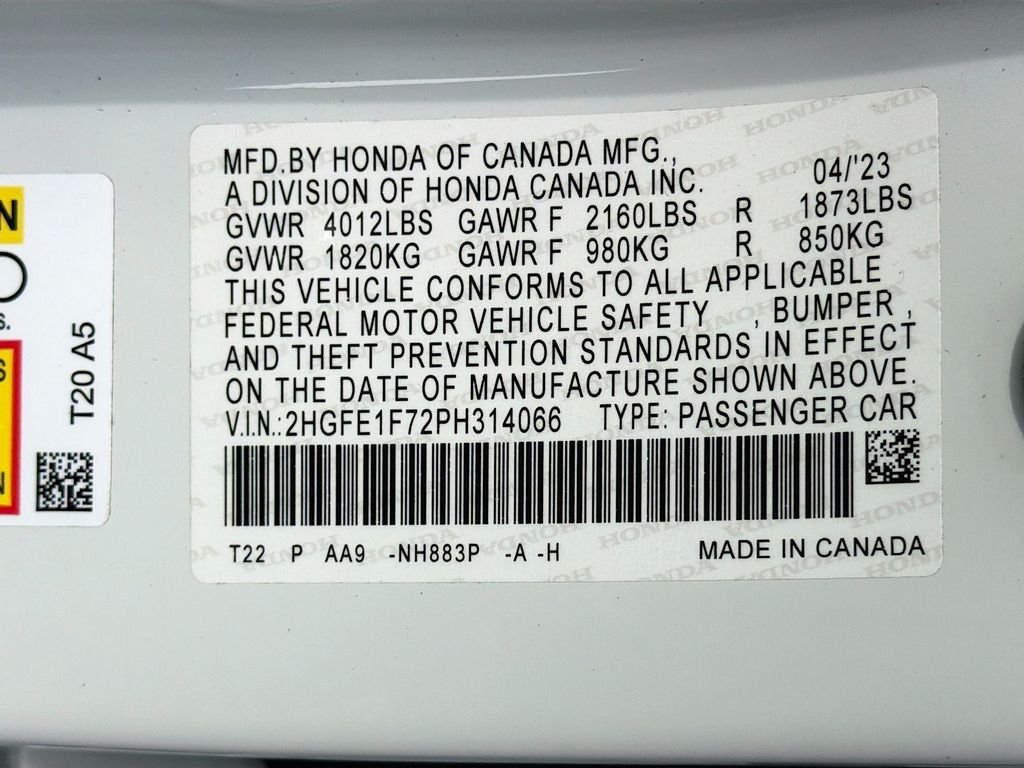 MFD.BY HONDA OF CANADA MFG.,
A DIVISION OF HONDA CANADA INC. 04/'23
GVWR 4012LBS GAWR F 2160LBS R 1873LBS
GVWR 1820KG GAWR F 980KG R 850KG
THIS VEHICLE CONFORMS TO ALL APPLICABLE
FEDERAL MOTOR VEHICLE SAFETY , BUMPER ,
AND THEFT PREVENTION STANDARDS IN EFFECT
ON THE DATE OF MANUFACTURE SHOWN ABOVE.
V.I.N.:2HGFE1F72PH314066 TYPE: PASSENGER CAR
T22 P AA9 -NH883P -A -H MADE IN CANADA
T20 A5